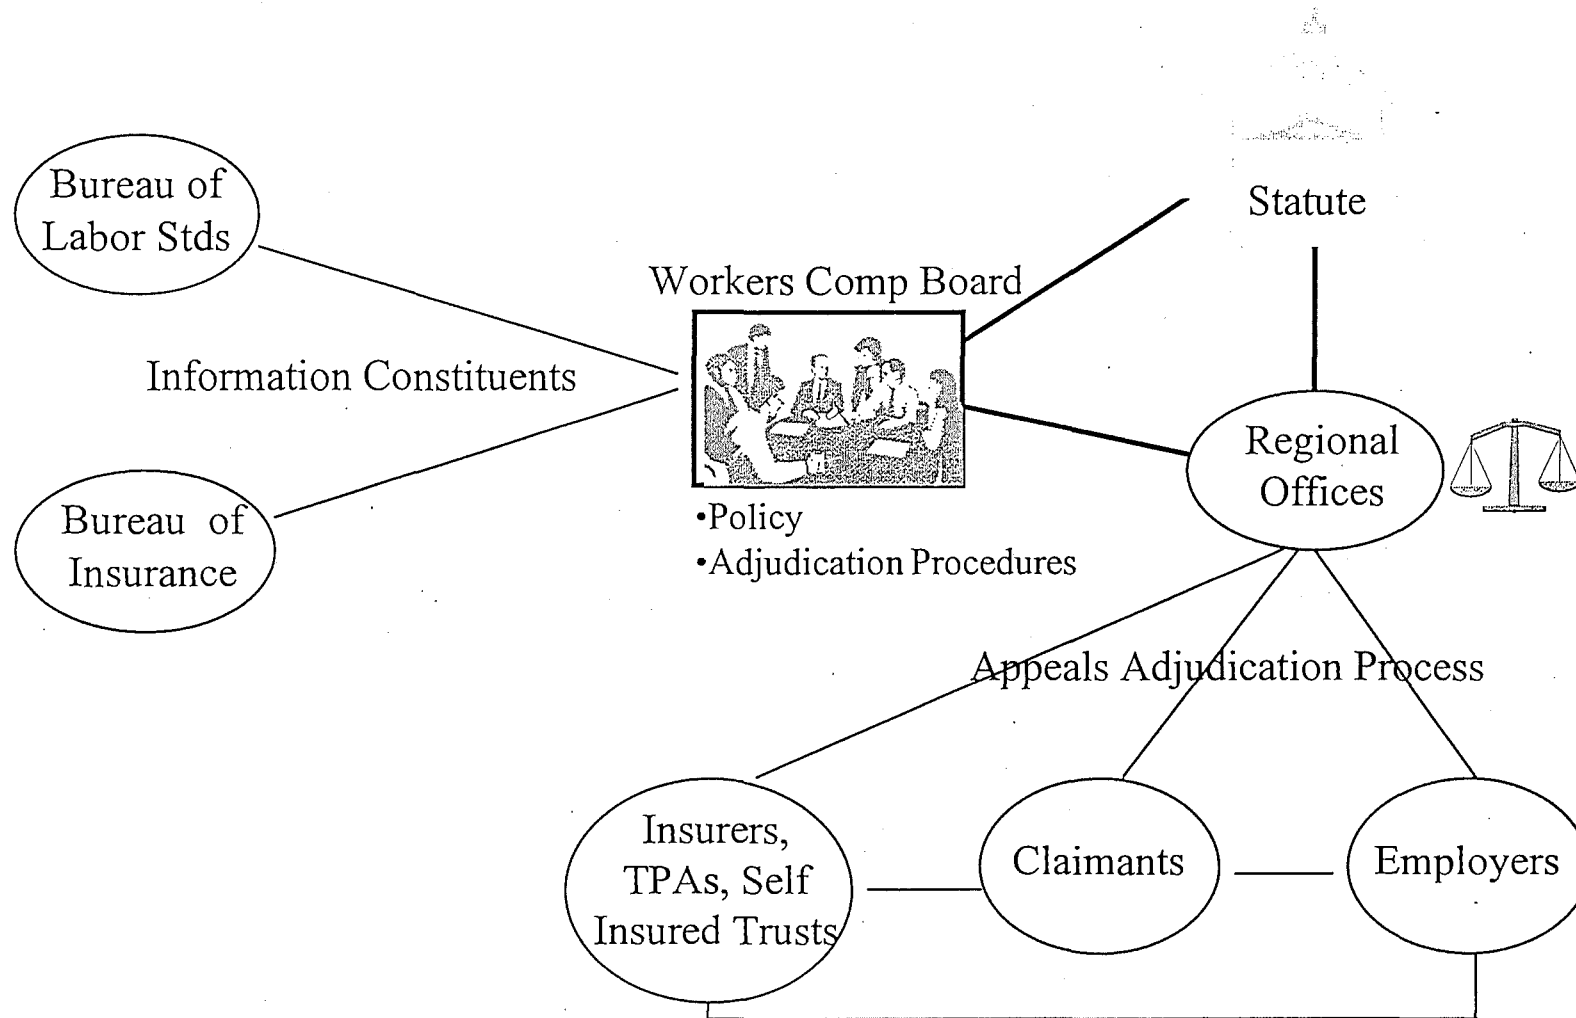 Statute
Bureau of
Labor Stds
Workers Comp Board
Information Constituents
Regional
Offices
Bureau of
Insurance
•Policy
•Adjudication Procedures
Appeals Adjudication Process
Insurers,
TPAs, Self
Insured Trusts
Claimants
Employers